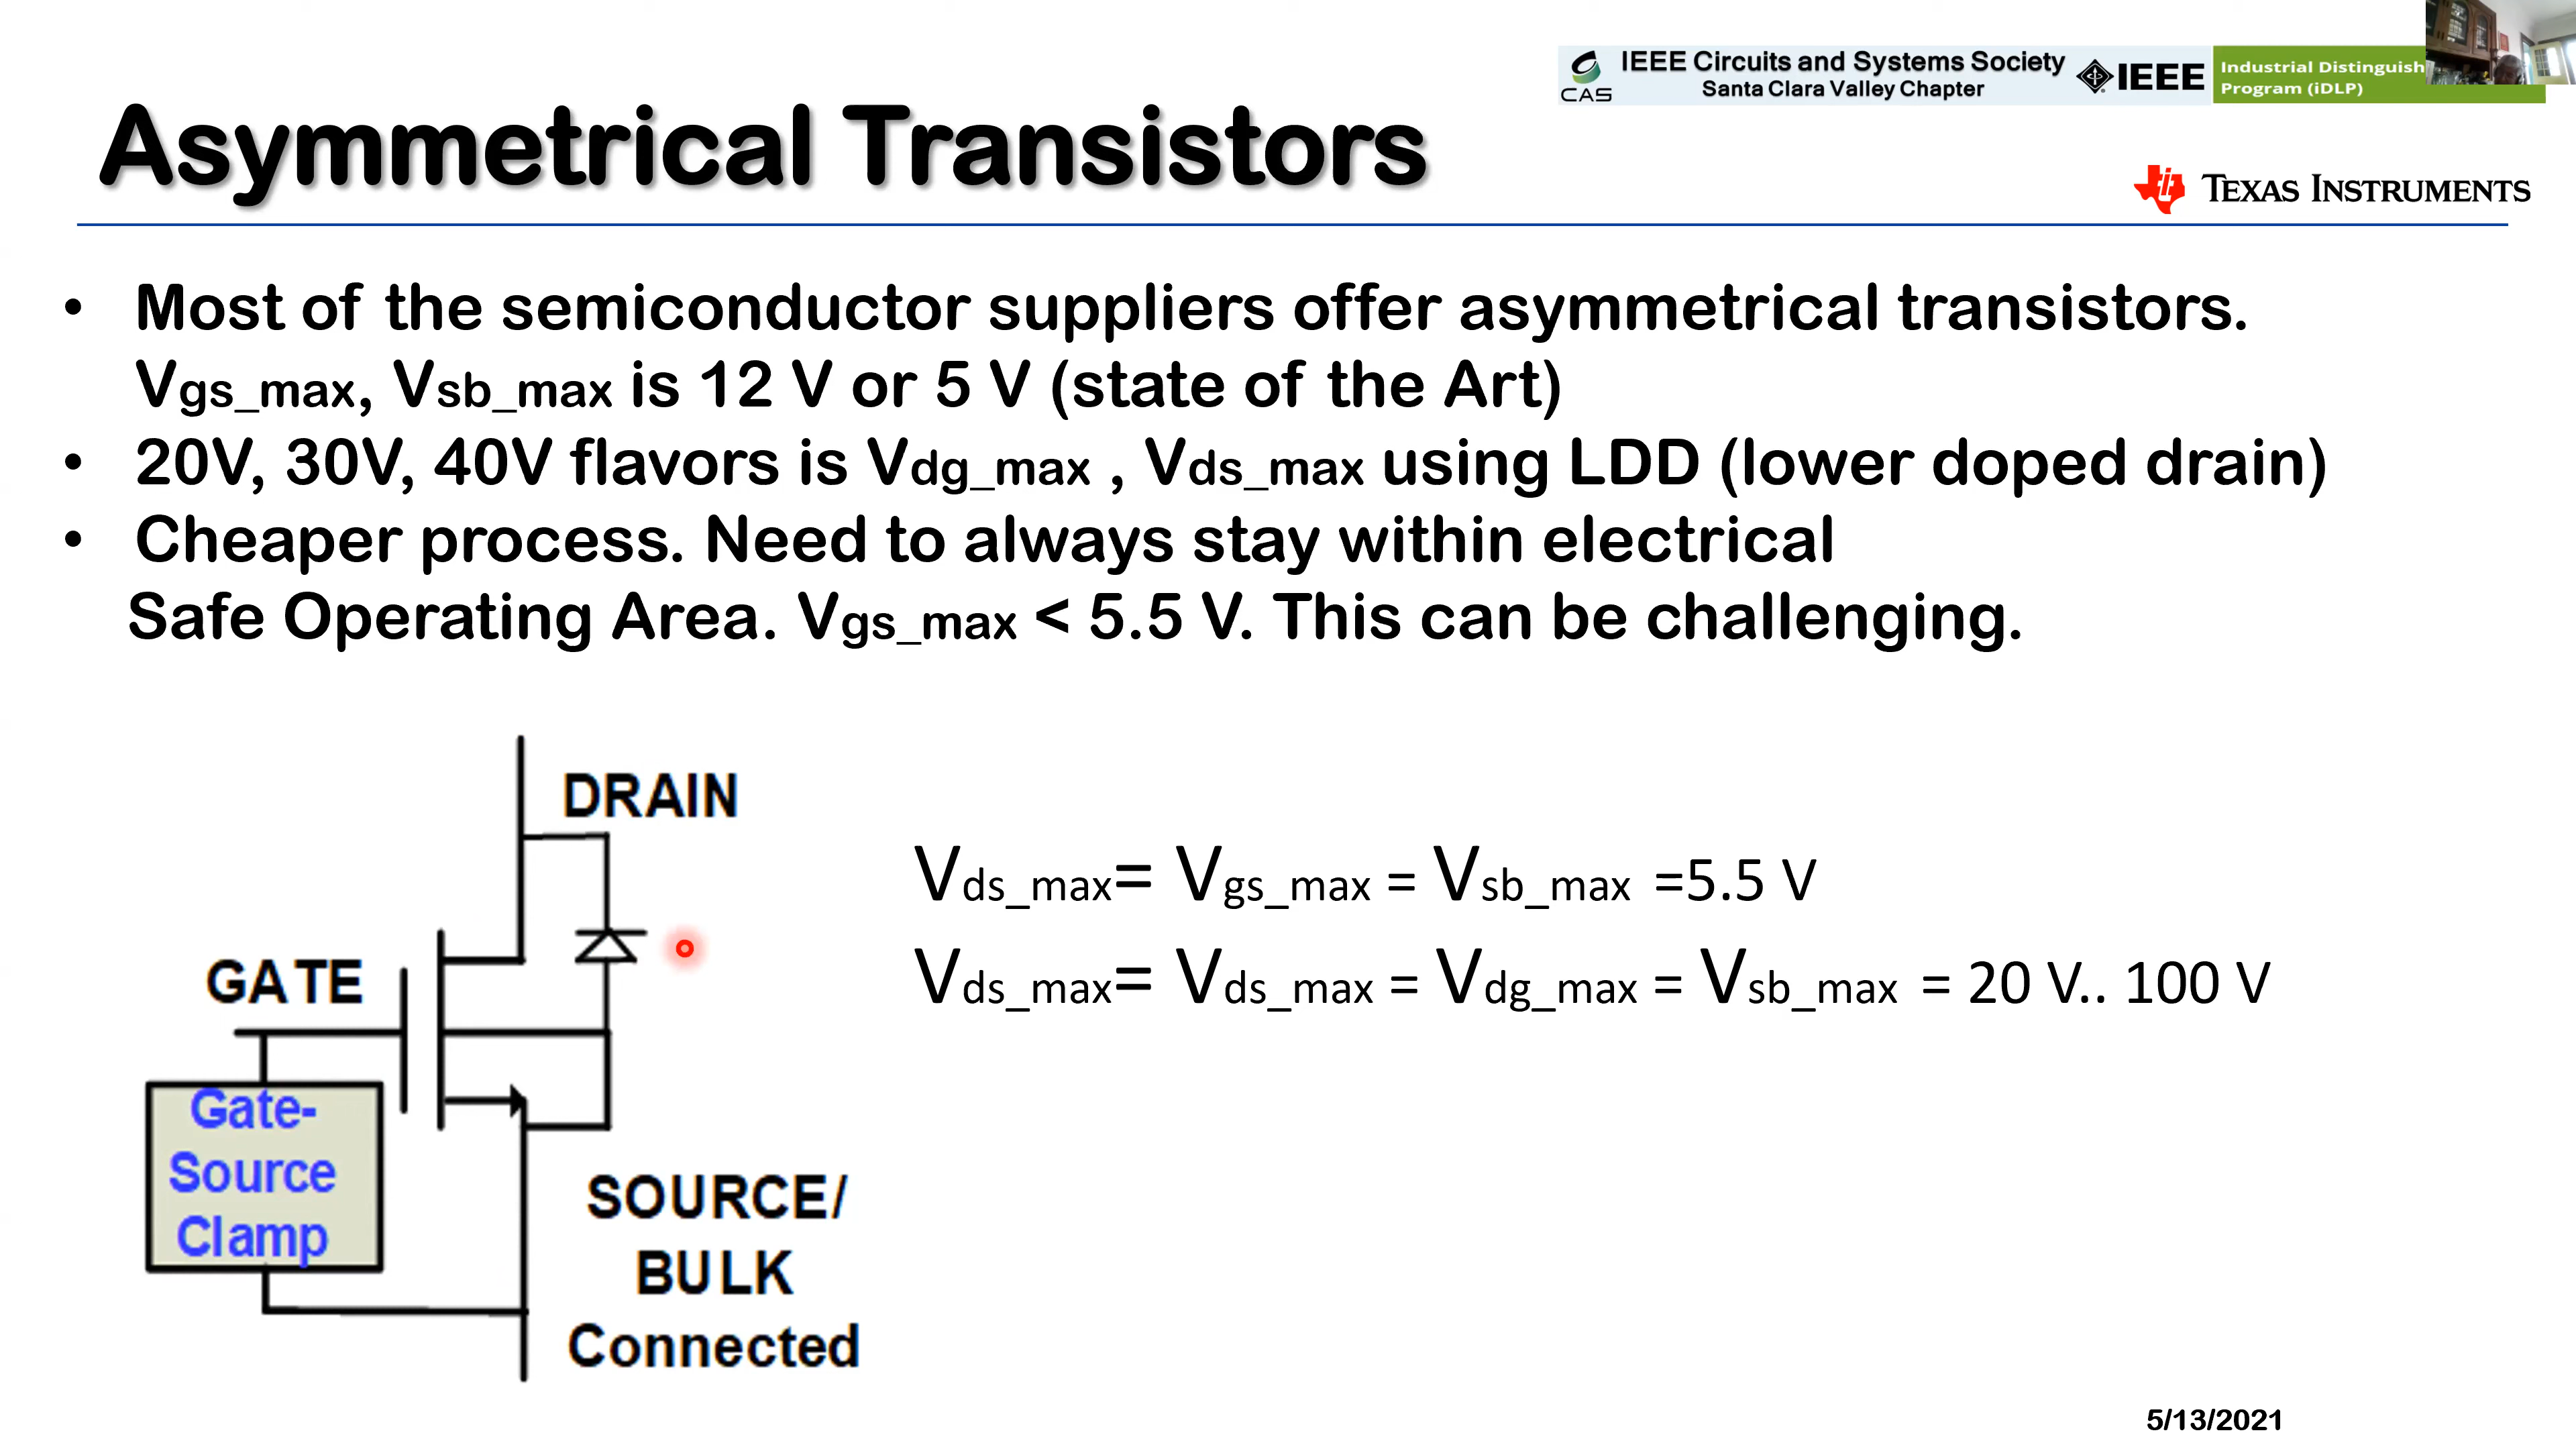 IEEE Circuits and Systems Society
Santa Clara Valley Chapter
CAS
IEEE
Industrial Distinguish
Program (iDLP)
Asymmetrical Transistors
TEXAS INSTRUMENTS
• Most of the semiconductor suppliers offer asymmetrical transistors.
Vgs_max, Vsb_max is 12 V or 5 V (state of the Art)
• 20V, 30V, 40V flavors is Vdg_max , Vds_max using LDD (lower doped drain)
• Cheaper process. Need to always stay within electrical
Safe Operating Area. Vgs_max < 5.5 V. This can be challenging.
DRAIN
GATE
Gate-
Source
Clamp
SOURCE/
BULK
Connected
Vds_max= Vgs_max = Vsb_max =5.5 V
Vds_max= Vds_max = Vdg_max = Vsb_max = 20 V.. 100 V
5/13/2021